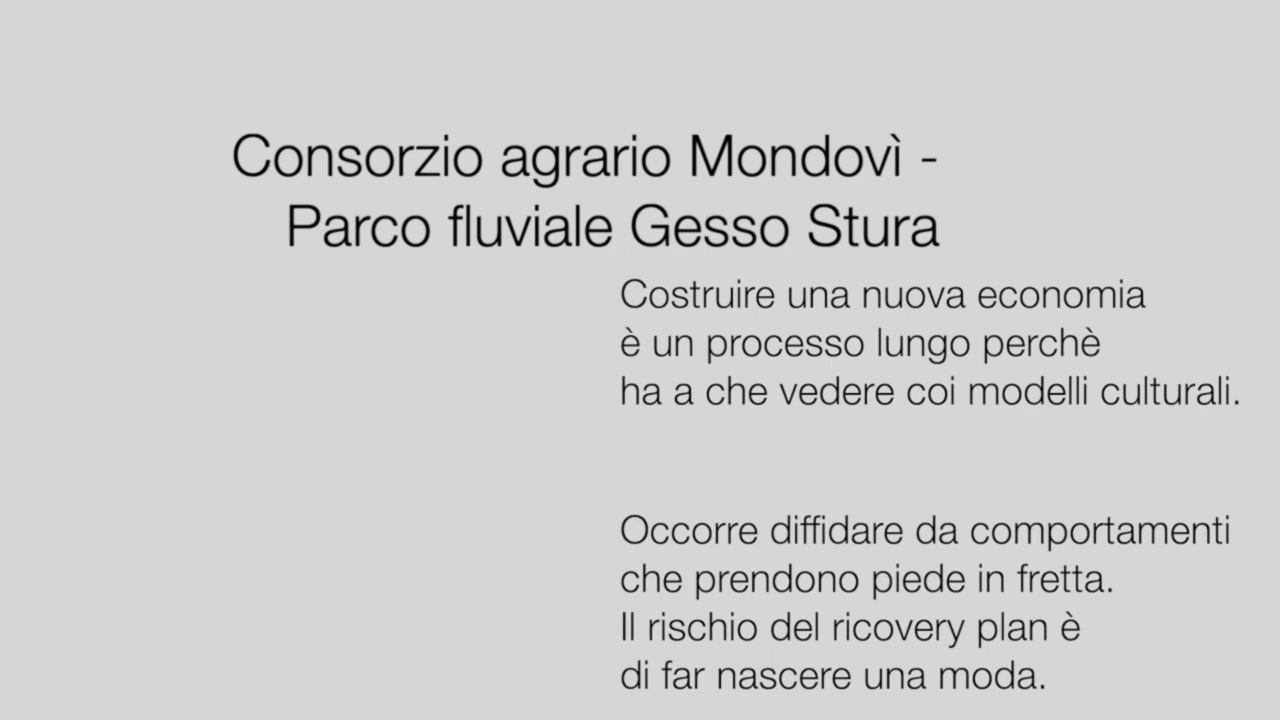 Consorzio agrario Mondovì -
Parco fluviale Gesso Stura
Costruire una nuova economia
è un processo lungo perchè
ha a che vedere coi modelli culturali.
Occorre diffidare da comportamenti
che prendono piede in fretta.
Il rischio del ricovery plan è
di far nascere una moda.